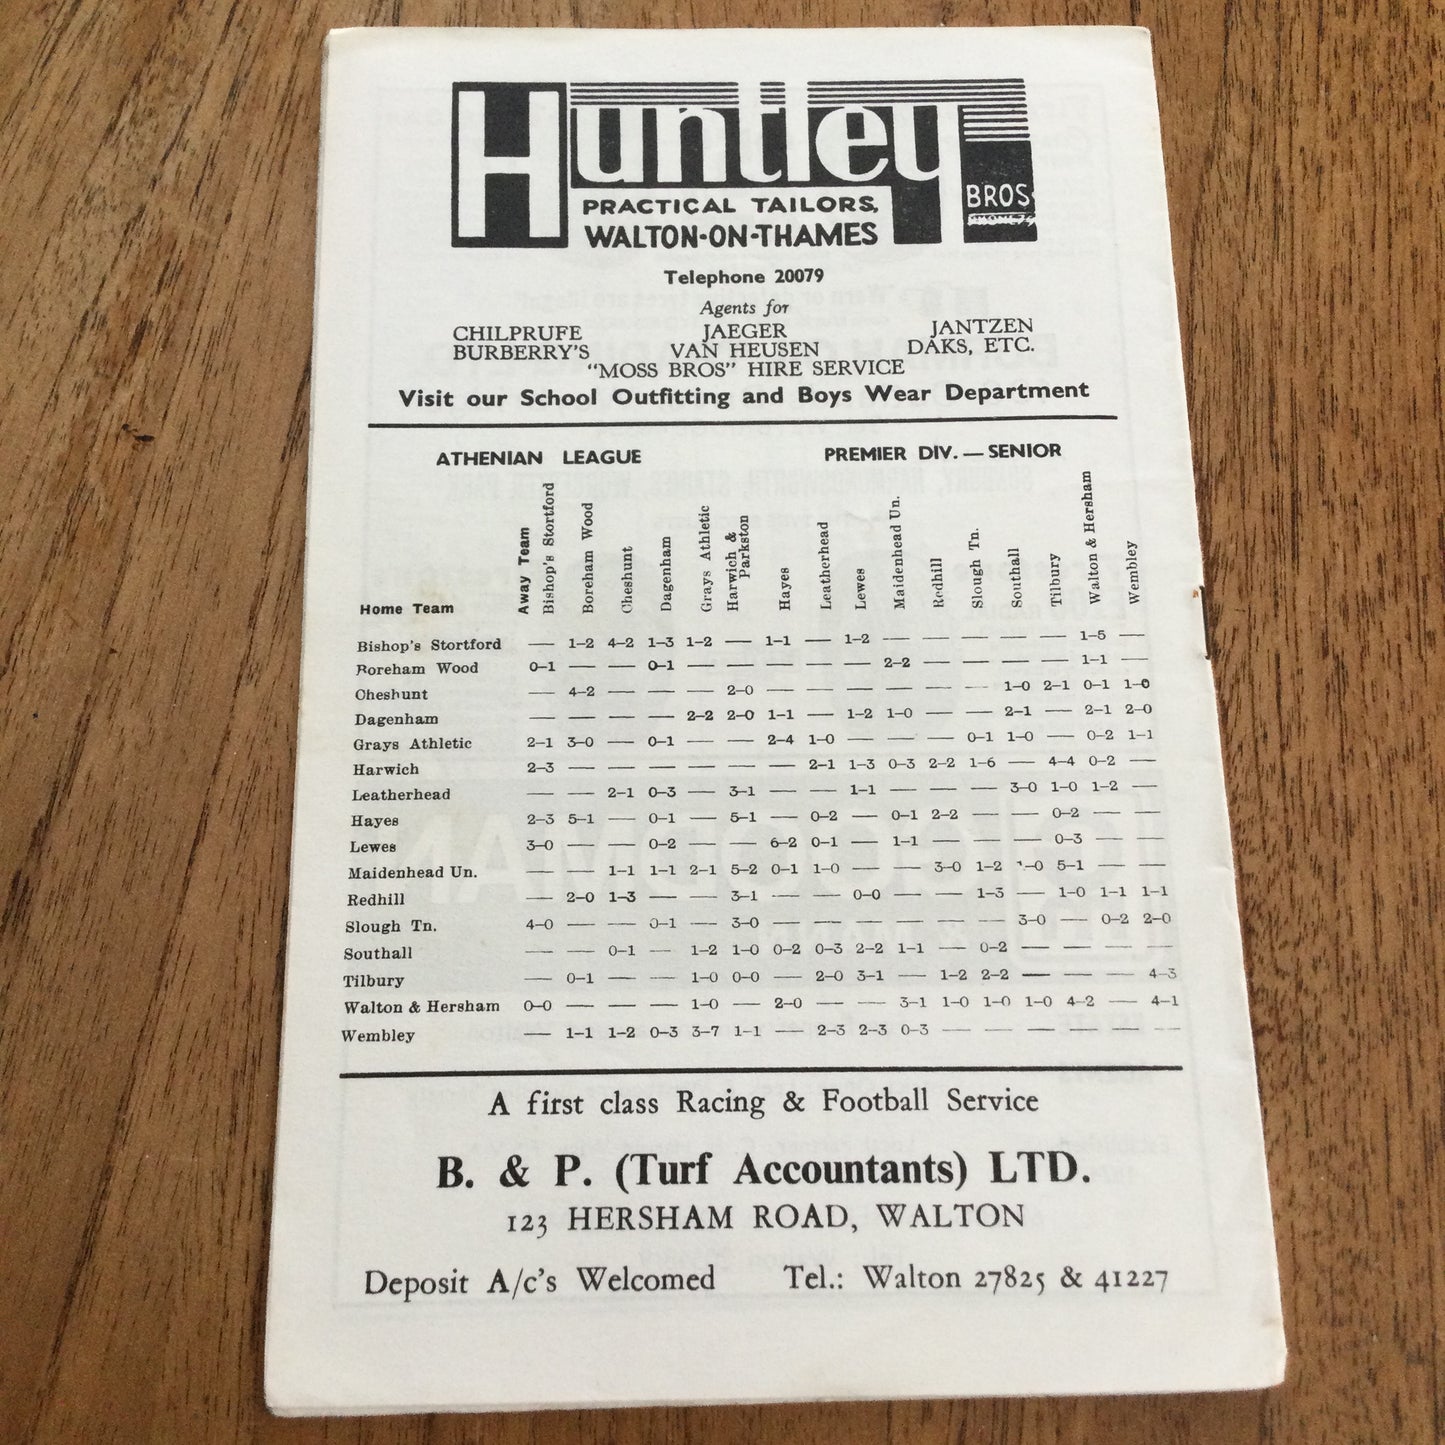 Huntley
BROS
PRACTICAL TAILORS,
WALTON-ON-THAMES
Telephone 20079
Agents for
CHILPRUFE JAEGER JANTZEN
BURBERRY'S VAN HEUSEN DAKS, ETC.
"MOSS BROS" HIRE SERVICE
Visit our School Outfitting and Boys Wear Department
ATHENIAN LEAGUE PREMIER DIV. — SENIOR
Home Team Away Team Bishop's Stortford Boreham Wood Cheshunt Dagenham Grays Athletic Harwich & Parkston Hayes Leatherhead Lewes Maidenhead Un. Redhill Slough Tn. Southall Tilbury Walton & Hersham Wembley
Bishop's Stortford — 1–2 4–2 1–3 1–2 — 1–1 — 1–2 — — — — — 1–5 —
Boreham Wood 0–1 — — 0–1 — — — — — 2–2 — — — — 1–1 —
Cheshunt — 4–2 — — — 2–0 — — — — — — 1–0 2–1 0–1 1–0
Dagenham — — — — 2–2 2–0 1–1 — 1–2 1–0 — — 2–1 — 2–1 2–0
Grays Athletic 2–1 3–0 — 0–1 — — 2–4 1–0 — — — 0–1 1–0 — 0–2 1–1
Harwich 2–3 — — — — — — 2–1 1–3 0–3 2–2 1–6 — 4–4 0–2 —
Leatherhead — — 2–1 0–3 — 3–1 — — 1–1 — — — 3–0 1–0 1–2 —
Hayes 2–3 5–1 — 0–1 — 5–1 — 0–2 — 0–1 2–2 — — 0–2 — —
Lewes 3–0 — — 0–2 — — 6–2 0–1 — 1–1 — — — 0–3 — —
Maidenhead Un. — — 1–1 1–1 2–1 5–2 0–1 1–0 — — 3–0 1–2 –0 5–1 — —
Redhill — 2–0 1–3 — — 3–1 — — 0–0 — — 1–3 — 1–0 1–1 1–1
Slough Tn. 4–0 — — 0–1 — 3–0 — — — — — — 3–0 — 0–2 2–0
Southall — — 0–1 — 1–2 1–0 0–2 0–3 2–2 1–1 — 0–2 — — — —
Tilbury — 0–1 — — 1–0 0–0 — 2–0 3–1 — 1–2 2–2 — — — 4–3
Walton & Hersham 0–0 — — — 1–0 — 2–0 — — 3–1 1–0 1–0 1–0 4–2 — 4–1
Wembley — 1–1 1–2 0–3 3–7 1–1 — 2–3 2–3 0–3 — — — — — —
A first class Racing & Football Service
B. & P. (Turf Accountants) LTD.
123 HERSHAM ROAD, WALTON
Deposit A/c's Welcomed Tel.: Walton 27825 & 41227